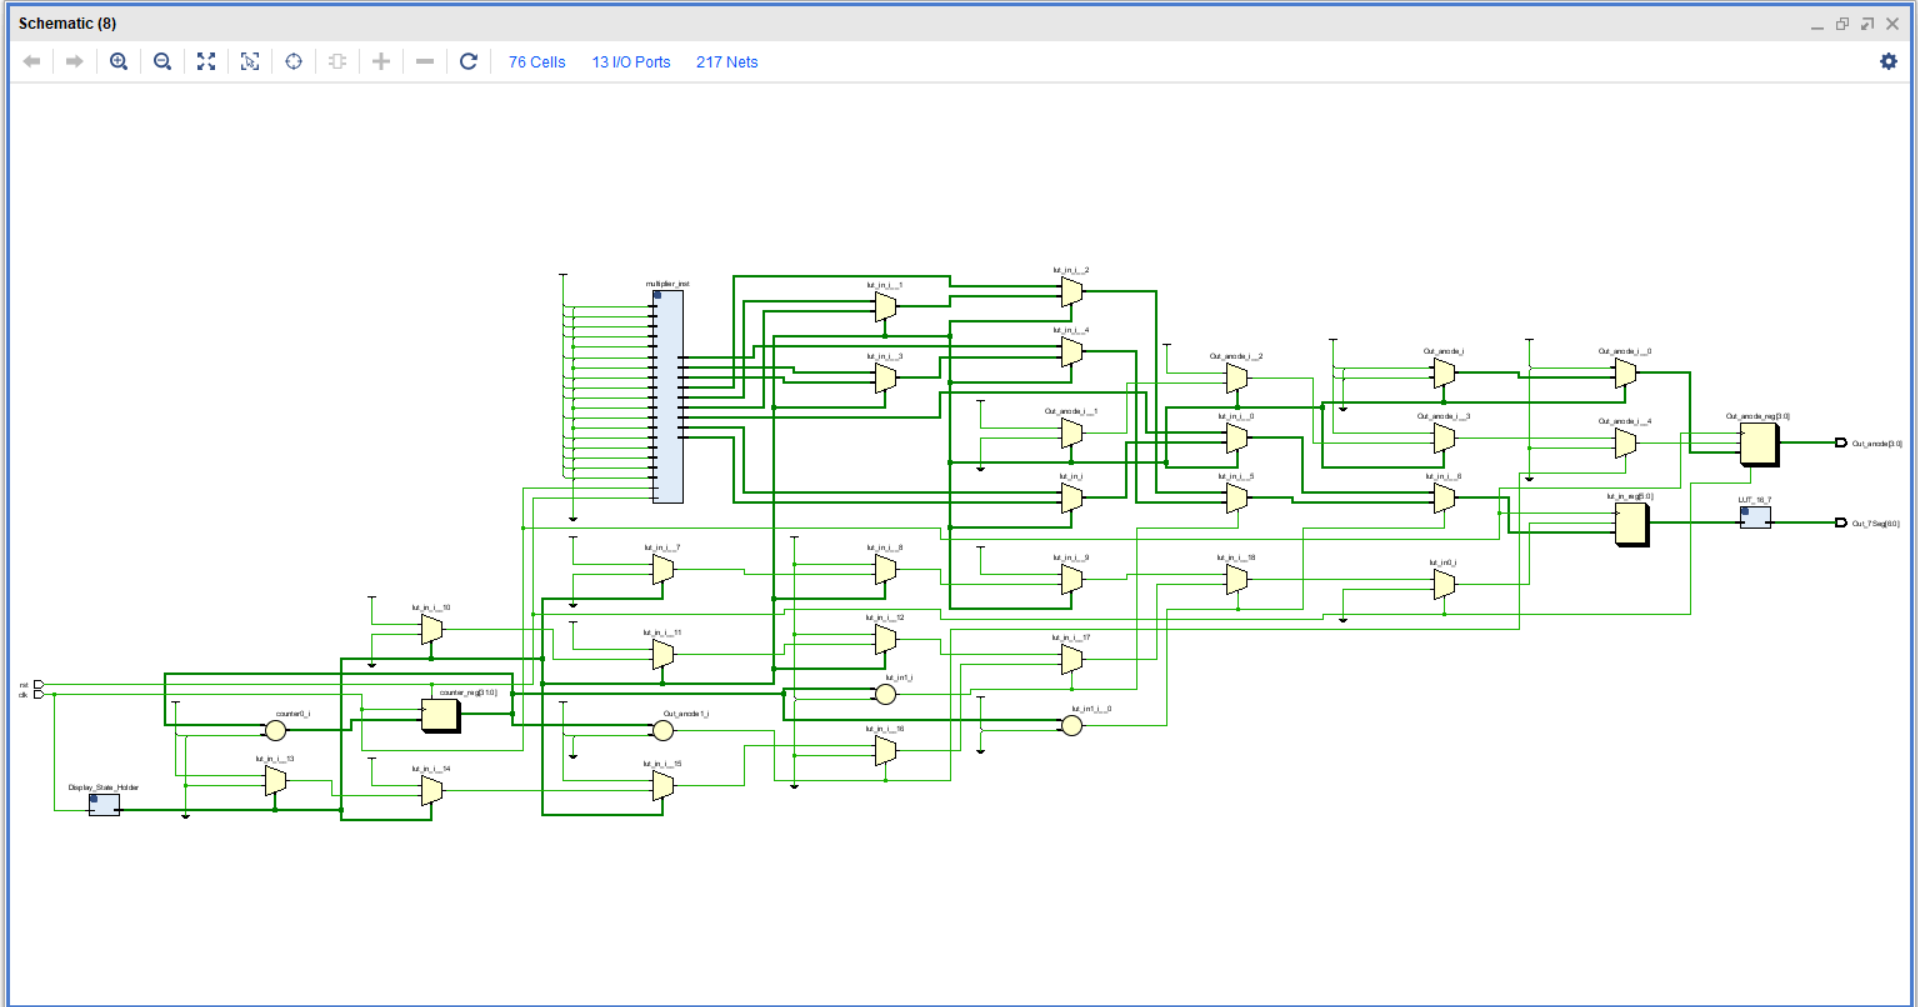 Schematic (8)
76 Cells
13 I/O Ports
217 Nets
lut_in_i__2
multiplier_inst
lut_in_i__1
lut_in_i__4
lut_in_i__3
Out_anode_i__2
Out_anode_i
Out_anode_i__0
Out_anode_i__1
lut_in_i__0
Out_anode_i__3
Out_anode_i__4
Out_anode_reg[3:0]
Out_anode[3:0]
lut_in_i
lut_in_i__5
lut_in_i__6
lut_in_reg[5:0]
LUT_16_7
Out_7Seg[6:0]
lut_in_i__7
lut_in_i__8
lut_in_i__9
lut_in_i__18
lut_in0_i
lut_in_i__10
lut_in_i__11
lut_in_i__12
lut_in_i__17
rst
clk
counter_reg[31:0]
lut_in1_i
counter0_i
Out_anode1_i
lut_in1_i__0
lut_in_i__16
lut_in_i__13
lut_in_i__14
lut_in_i__15
Display_State_Holder